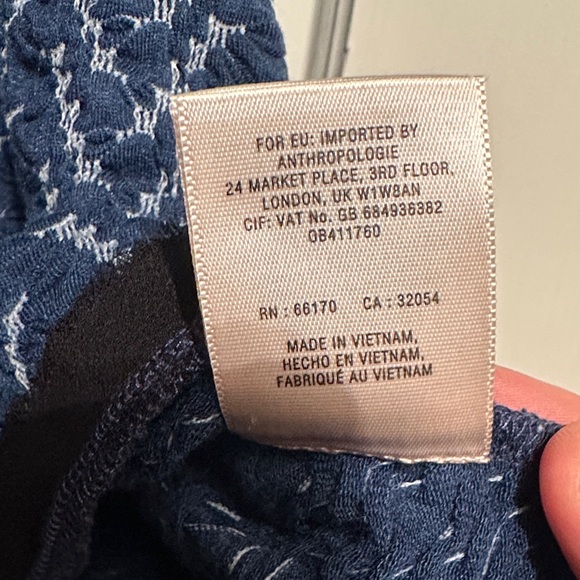 FOR EU: IMPORTED BY
ANTHROPOLOGIE
24 MARKET PLACE, 3RD FLOOR,
LONDON, UK W1W8AN
CIF: VAT No. GB 684936382
OB411760
RN : 66170 CA : 32054
MADE IN VIETNAM,
HECHO EN VIETNAM,
FABRIQUÉ AU VIETNAM